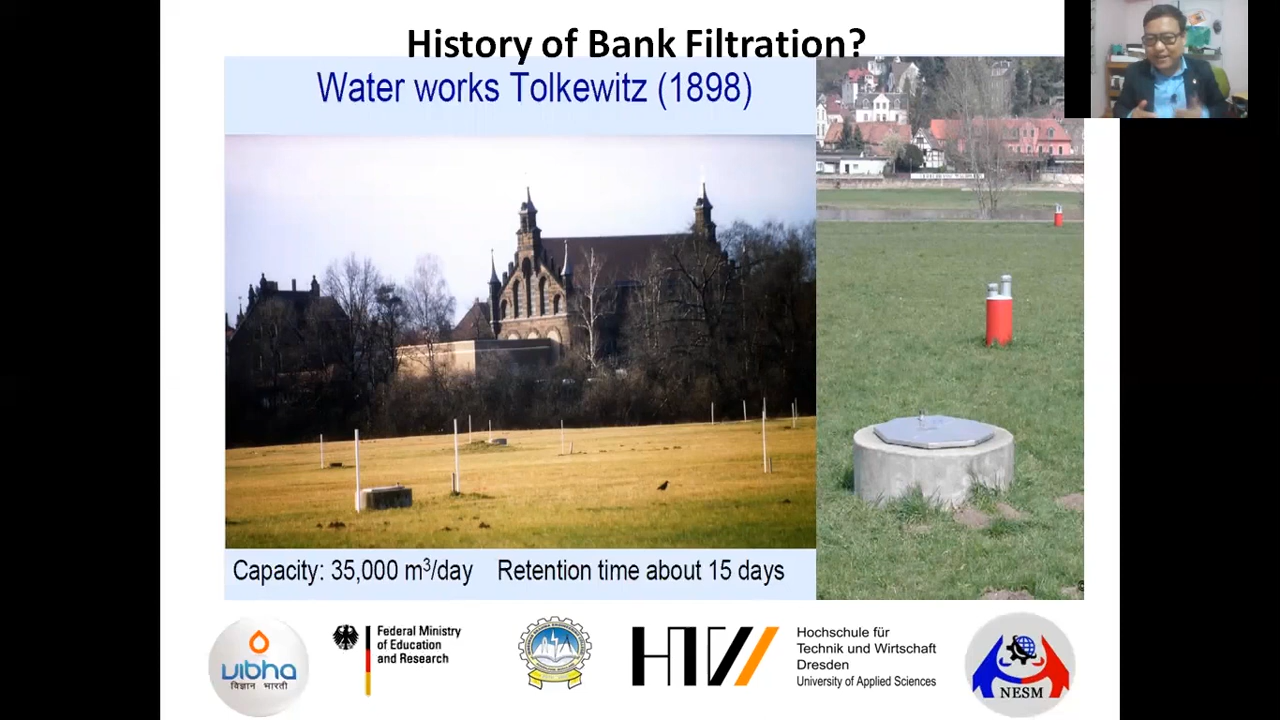 History of Bank Filtration?
Water works Tolkewitz (1898)
Capacity: 35,000 m³/day Retention time about 15 days
vibha
विज्ञान भारती
Federal Ministry
of Education
and Research
HTW
Hochschule für
Technik und Wirtschaft
Dresden
University of Applied Sciences
NESM